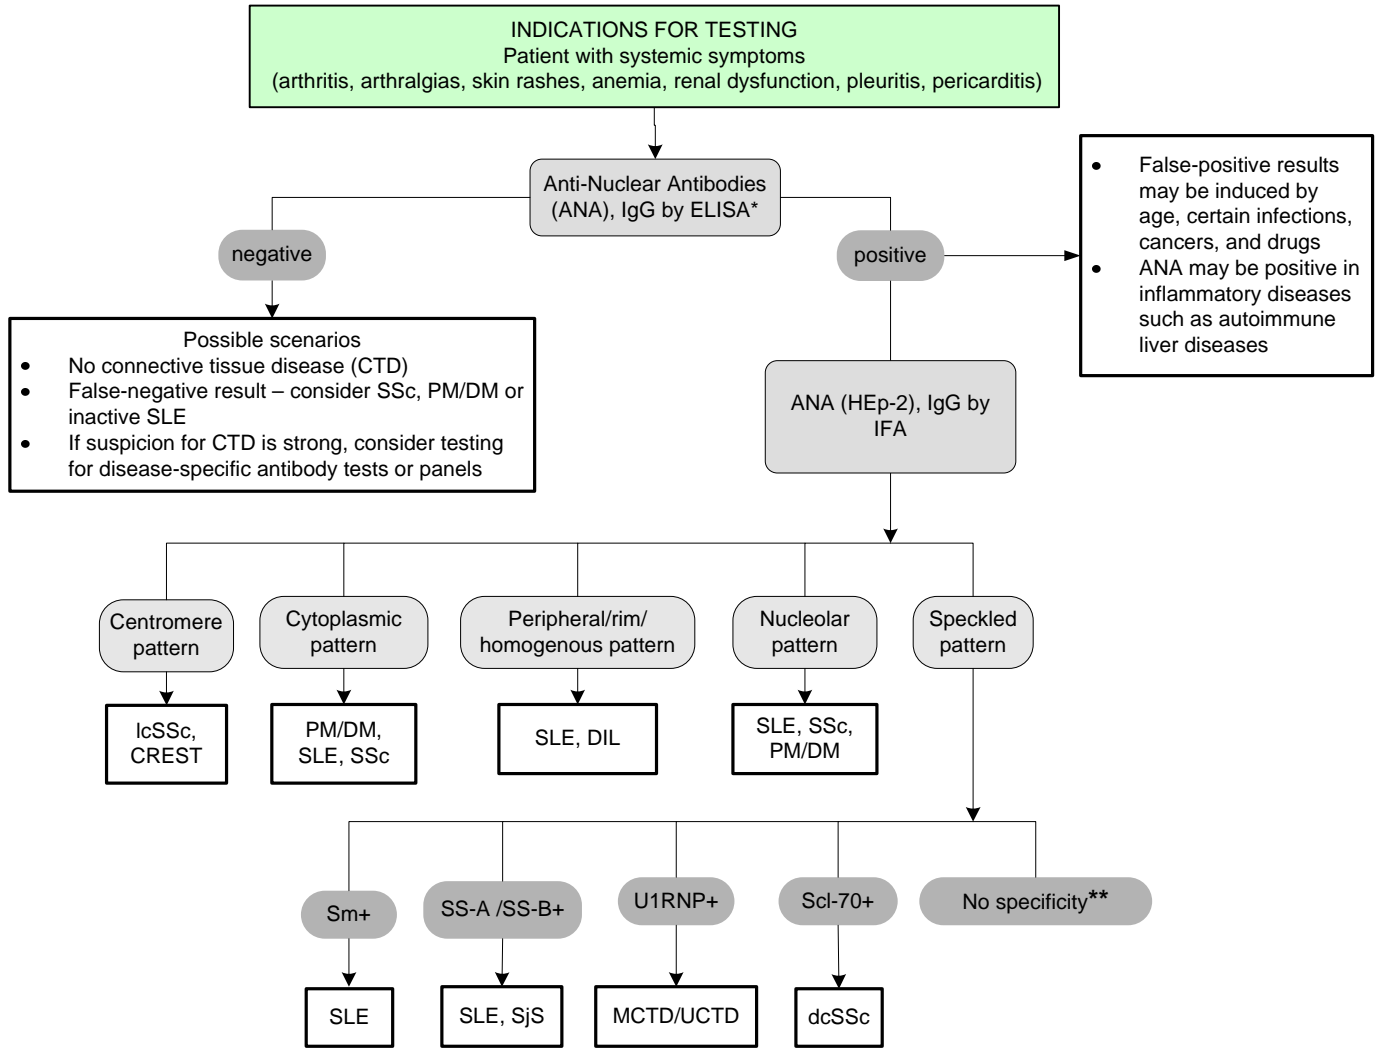 INDICATIONS FOR TESTING
Patient with systemic symptoms
(arthritis, arthralgias, skin rashes, anemia, renal dysfunction, pleuritis, pericarditis)
Anti-Nuclear Antibodies
(ANA), IgG by ELISA*
negative
positive
● False-positive results
may be induced by
age, certain infections,
cancers, and drugs
● ANA may be positive in
inflammatory diseases
such as autoimmune
liver diseases
Possible scenarios
● No connective tissue disease (CTD)
● False-negative result – consider SSc, PM/DM or
inactive SLE
● If suspicion for CTD is strong, consider testing
for disease-specific antibody tests or panels
ANA (HEp-2), IgG by
IFA
Centromere
pattern
Cytoplasmic
pattern
Peripheral/rim/
homogenous pattern
Nucleolar
pattern
Speckled
pattern
lcSSc,
CREST
PM/DM,
SLE, SSc
SLE, DIL
SLE, SSc,
PM/DM
Sm+
SS-A /SS-B+
U1RNP+
Scl-70+
No specificity**
SLE
SLE, SjS
MCTD/UCTD
dcSSc